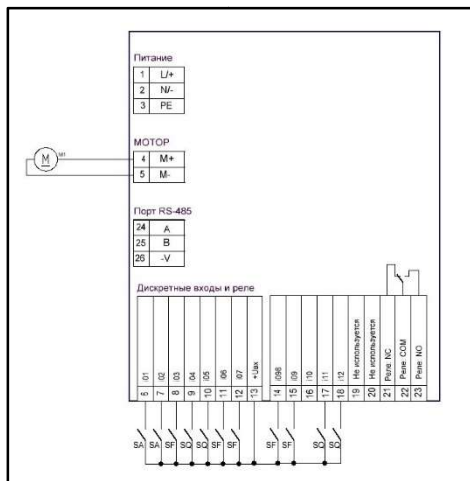 Питание
1 L/+
2 N/-
3 PE
МОТОР
4 M+
5 M-
M
M1
Порт RS-485
24 A
25 B
26 -V
Дискретные входы и реле
i01 i02 i03 i04 i05 i06 i07 +Uвх
6 7 8 9 10 11 12 13
i098 i09 i10 i11 i12 Не используется Не используется Реле NC Реле COM Реле NO
14 15 16 17 18 19 20 21 22 23
SA SA SF SQ SQ SF SF SF SF SQ SQ